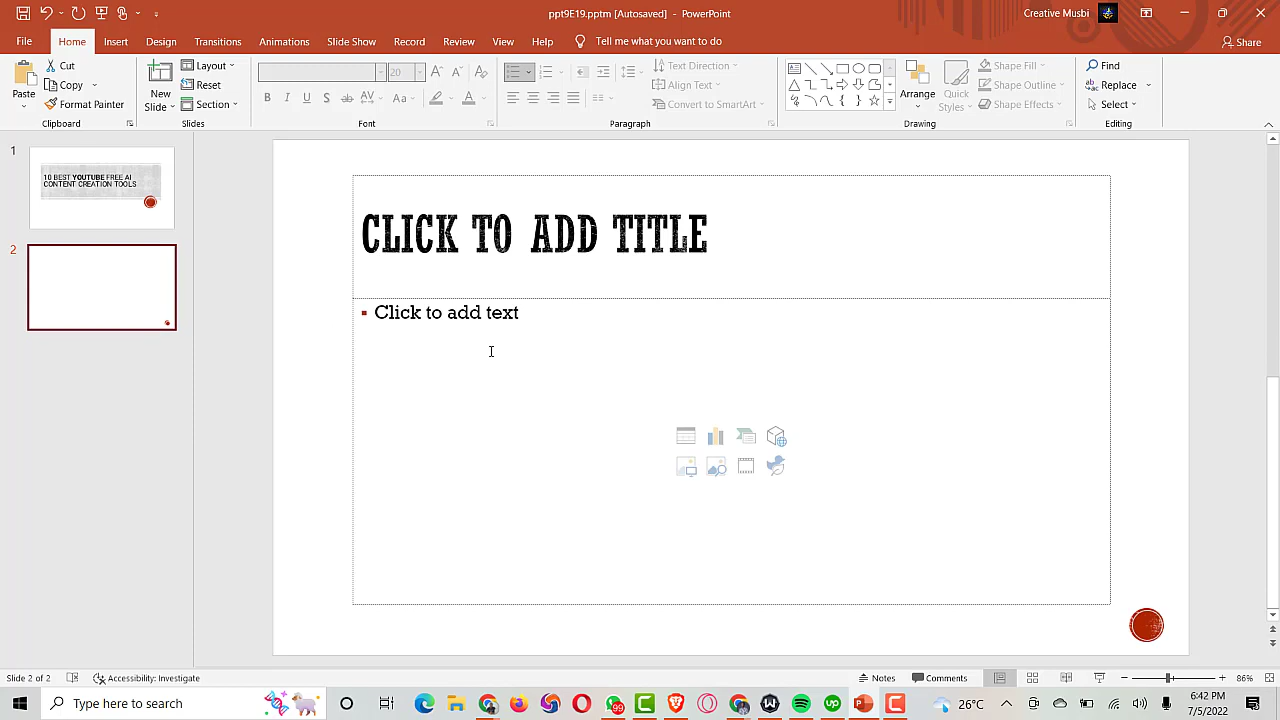 ppt9E19.pptm [Autosaved] - PowerPoint
Creative Musbi
File Home Insert Design Transitions Animations Slide Show Record Review View Help Tell me what you want to do Share
Paste Cut Copy Format Painter
Clipboard
New Slide Layout Reset Section
Slides
20
Font
Text Direction Align Text Convert to SmartArt
Paragraph
Arrange Quick Styles Shape Fill Shape Outline Shape Effects
Drawing
Find Replace Select
Editing
1
10 BEST YOUTUBE FREE AI
CONTENT CREATION TOOLS
2
CLICK TO ADD TITLE
Click to add text
Slide 2 of 2 Accessibility: Investigate Notes Comments 86%
Type here to search 99 26°C 6:42 PM
7/5/2022